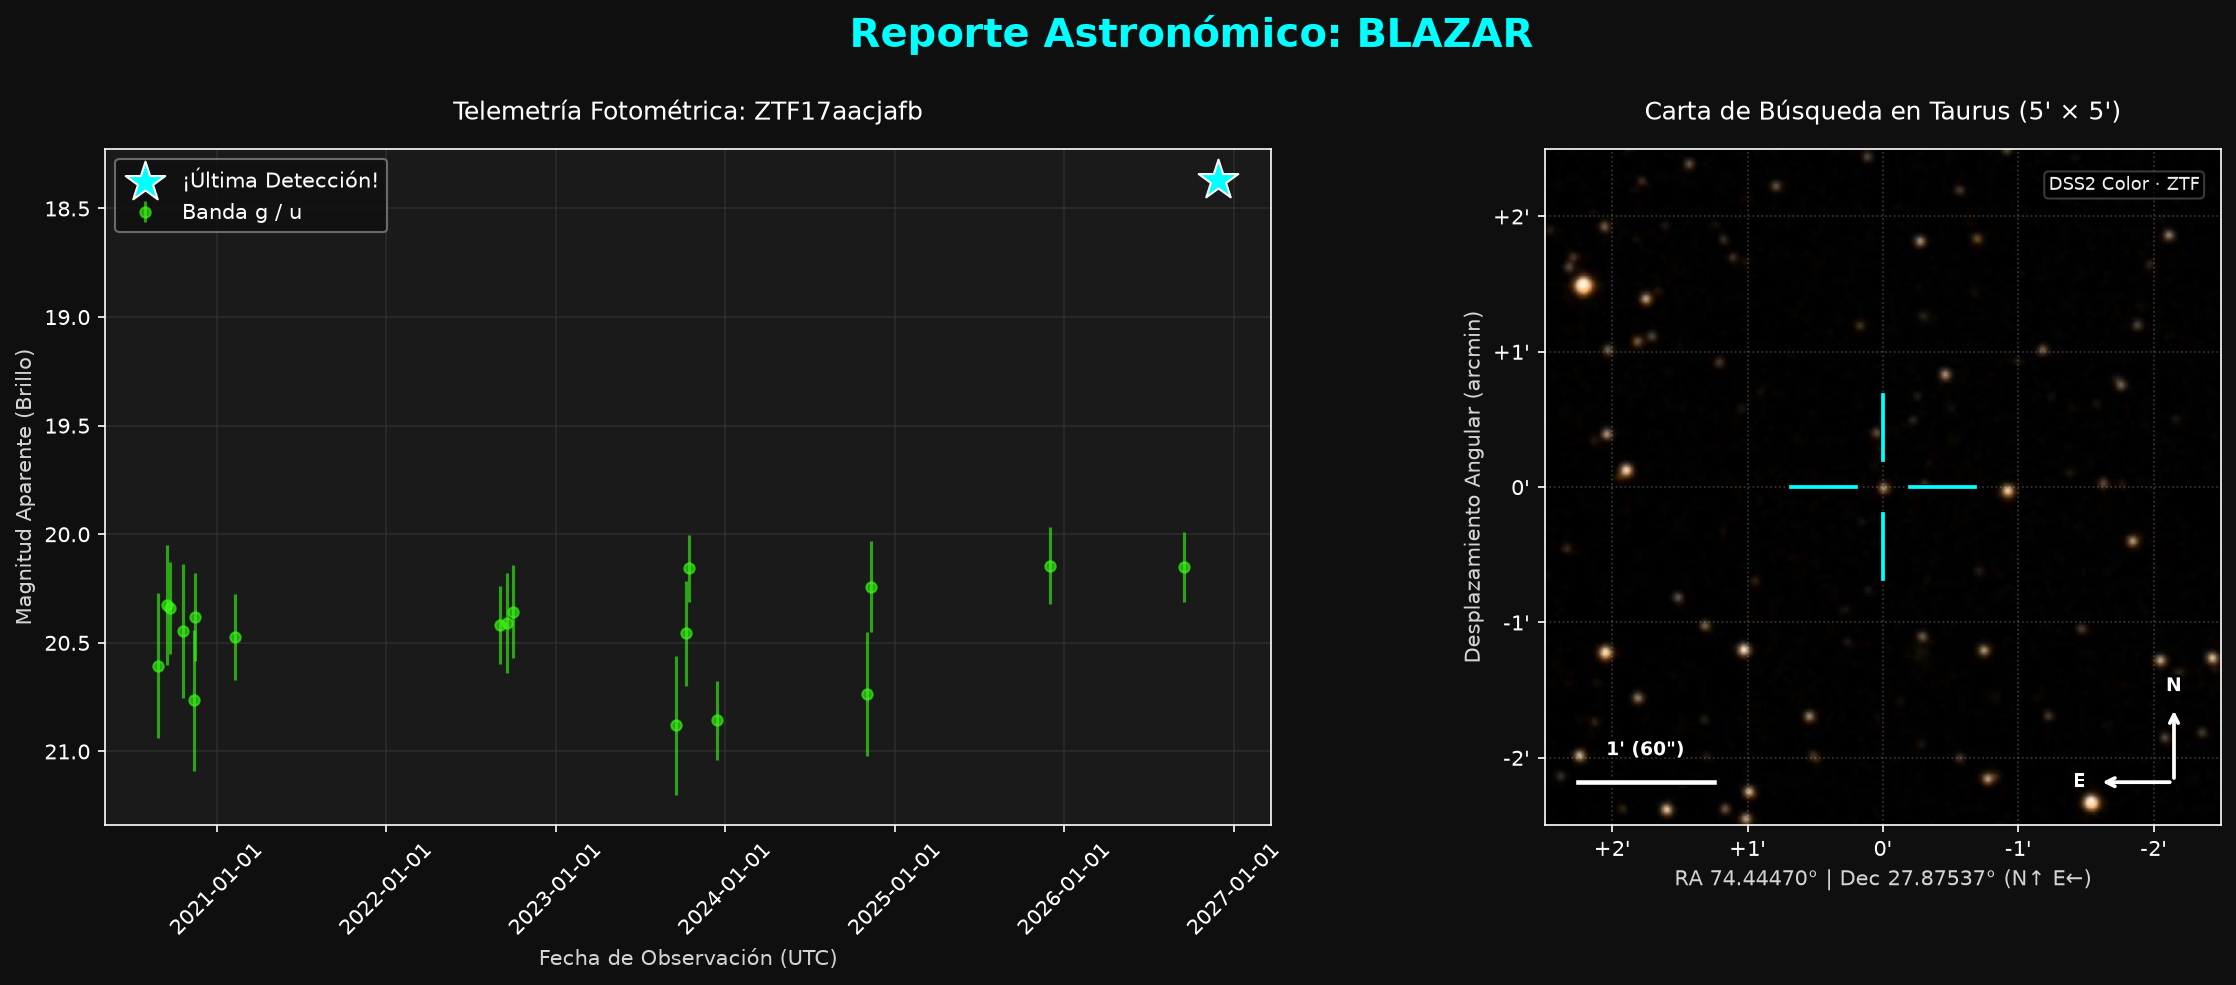 Reporte Astronómico: BLAZAR
Telemetría Fotométrica: ZTF17aacjafb
¡Última Detección!
Banda g / u
Magnitud Aparente (Brillo)
18.5
19.0
19.5
20.0
20.5
21.0
2021-01-01
2022-01-01
2023-01-01
2024-01-01
2025-01-01
2026-01-01
2027-01-01
Fecha de Observación (UTC)
Carta de Búsqueda en Taurus (5' × 5')
DSS2 Color · ZTF
Desplazamiento Angular (arcmin)
+2'
+1'
0'
-1'
-2'
N
E
1' (60")
+2'
+1'
0'
-1'
-2'
RA 74.44470° | Dec 27.87537° (N↑ E←)